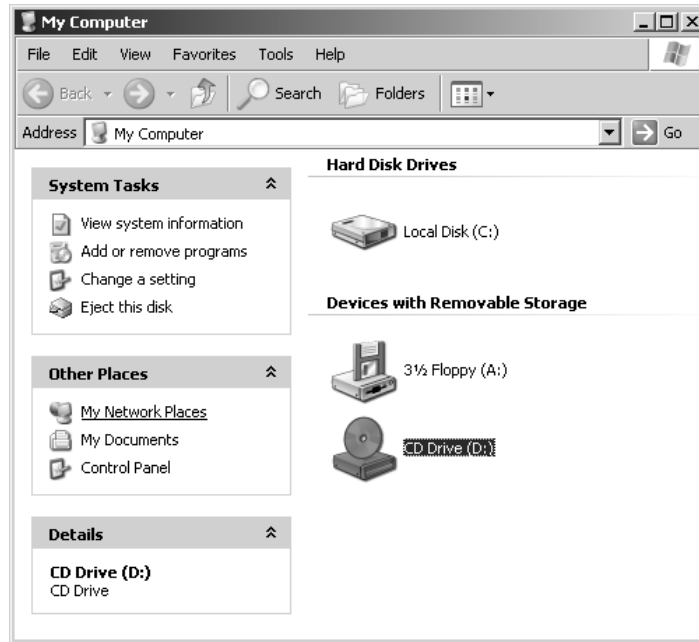 My Computer
File Edit View Favorites Tools Help
Back Search Folders
Address My Computer Go
System Tasks
View system information
Add or remove programs
Change a setting
Eject this disk
Other Places
My Network Places
My Documents
Control Panel
Details
CD Drive (D:)
CD Drive
Hard Disk Drives
Local Disk (C:)
Devices with Removable Storage
3½ Floppy (A:)
CD Drive (D:)